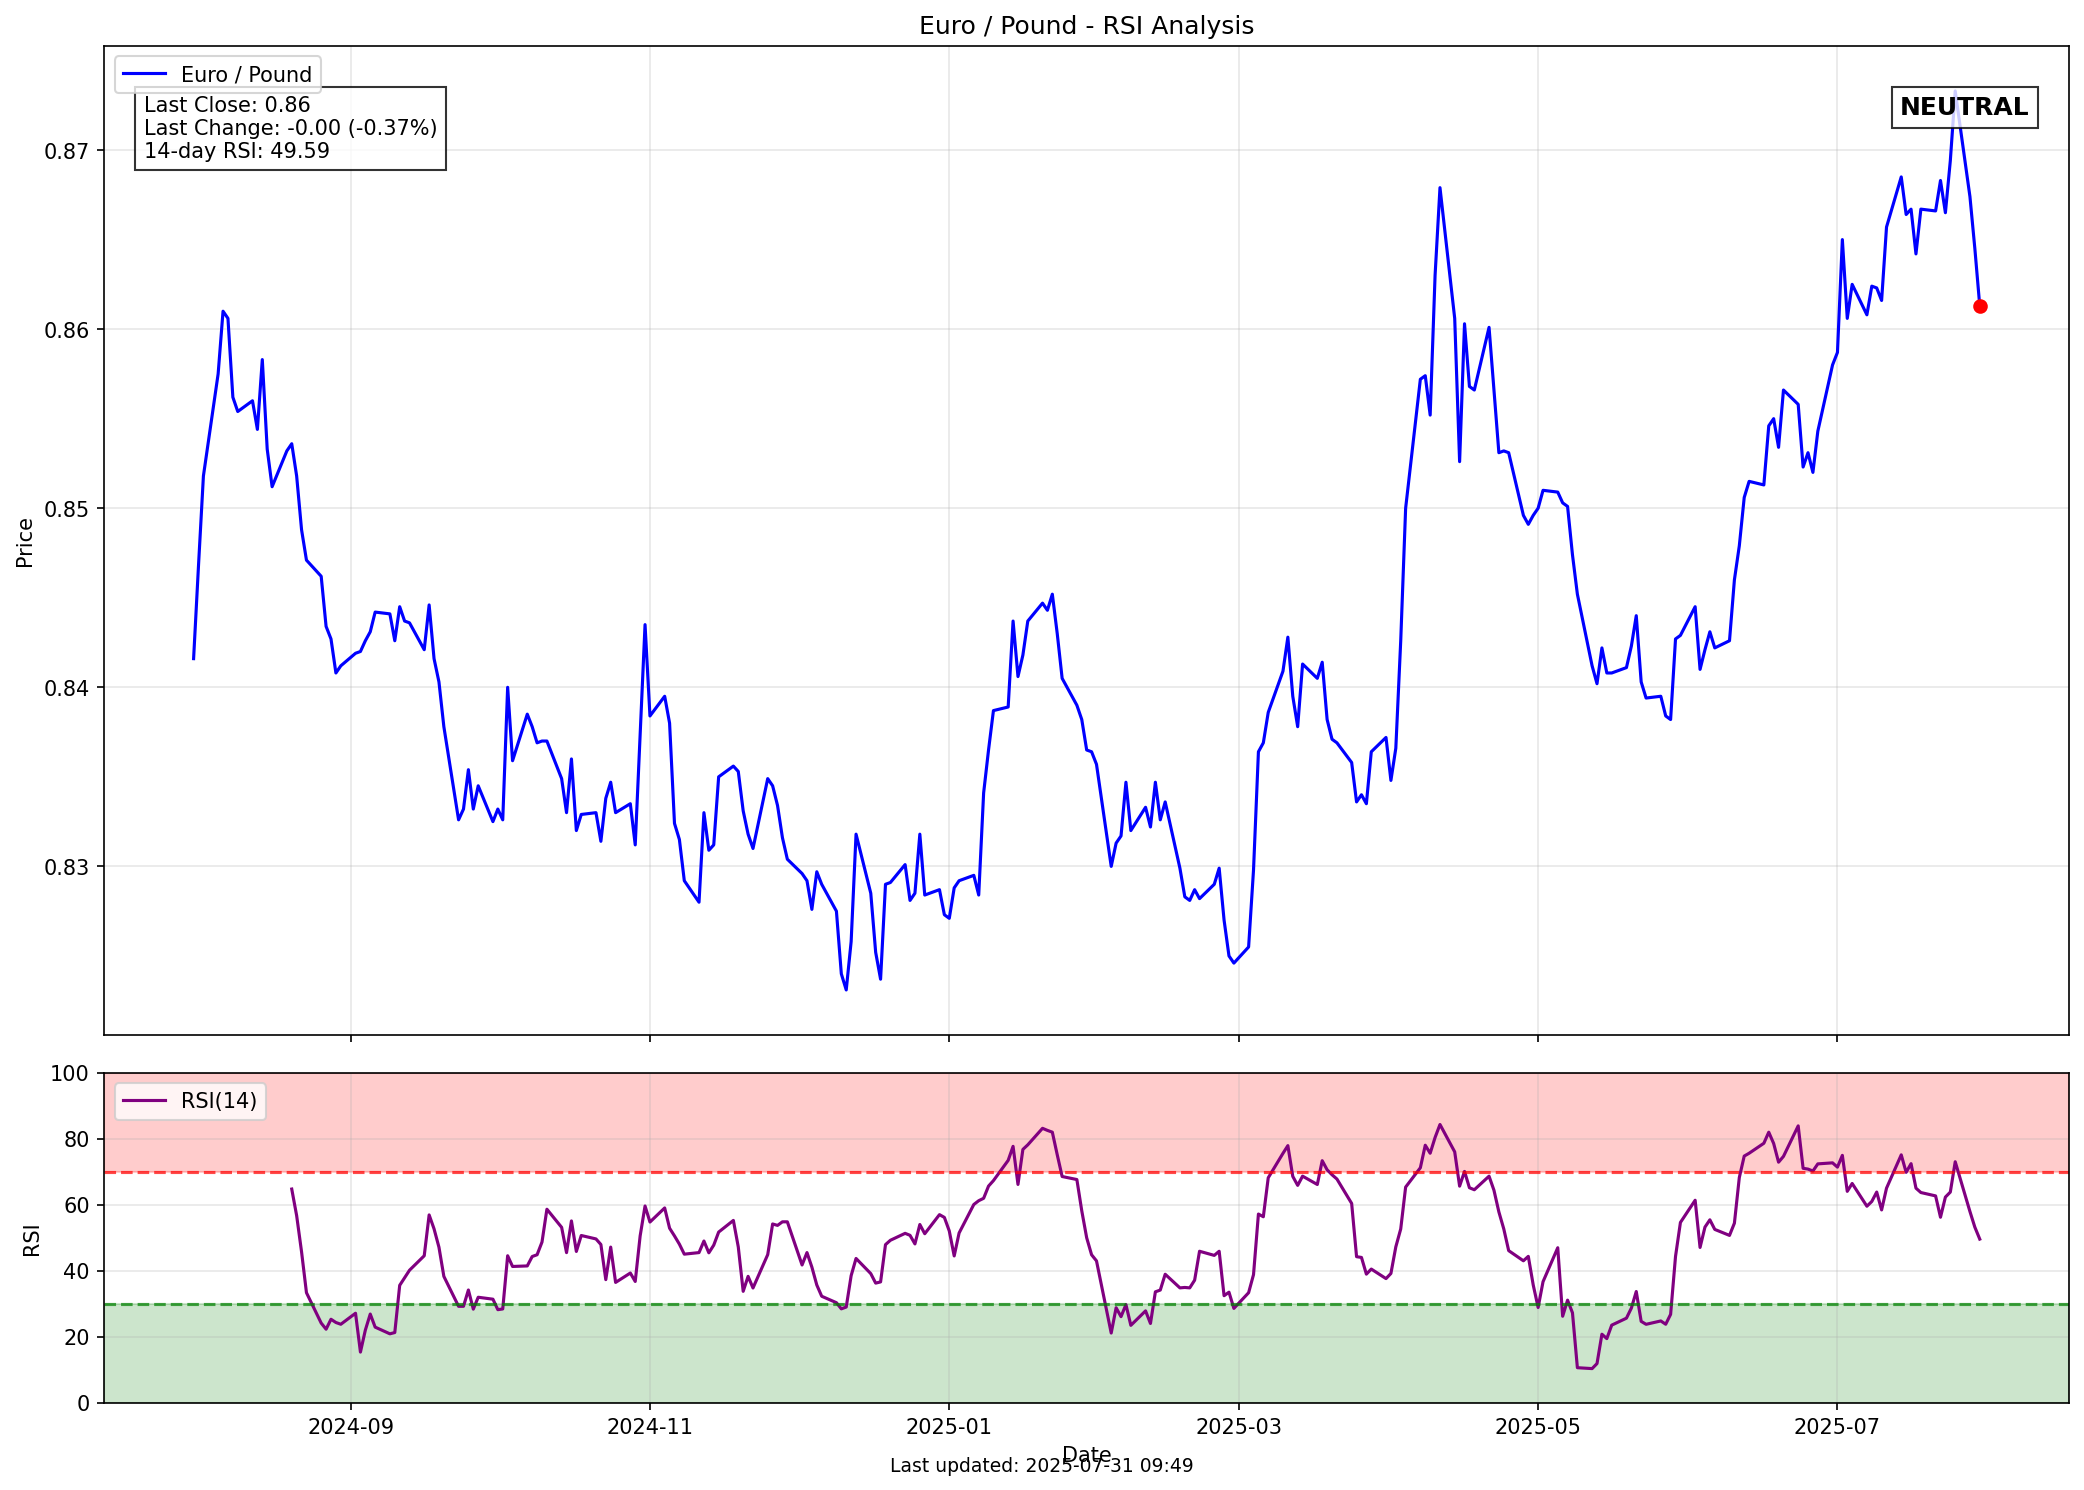 Euro / Pound - RSI Analysis
Euro / Pound
Last Close: 0.86
Last Change: -0.00 (-0.37%)
14-day RSI: 49.59
NEUTRAL
Price
0.87
0.86
0.85
0.84
0.83
RSI(14)
RSI
100
80
60
40
20
0
2024-09
2024-11
2025-01
2025-03
2025-05
2025-07
Date
Last updated: 2025-07-31 09:49